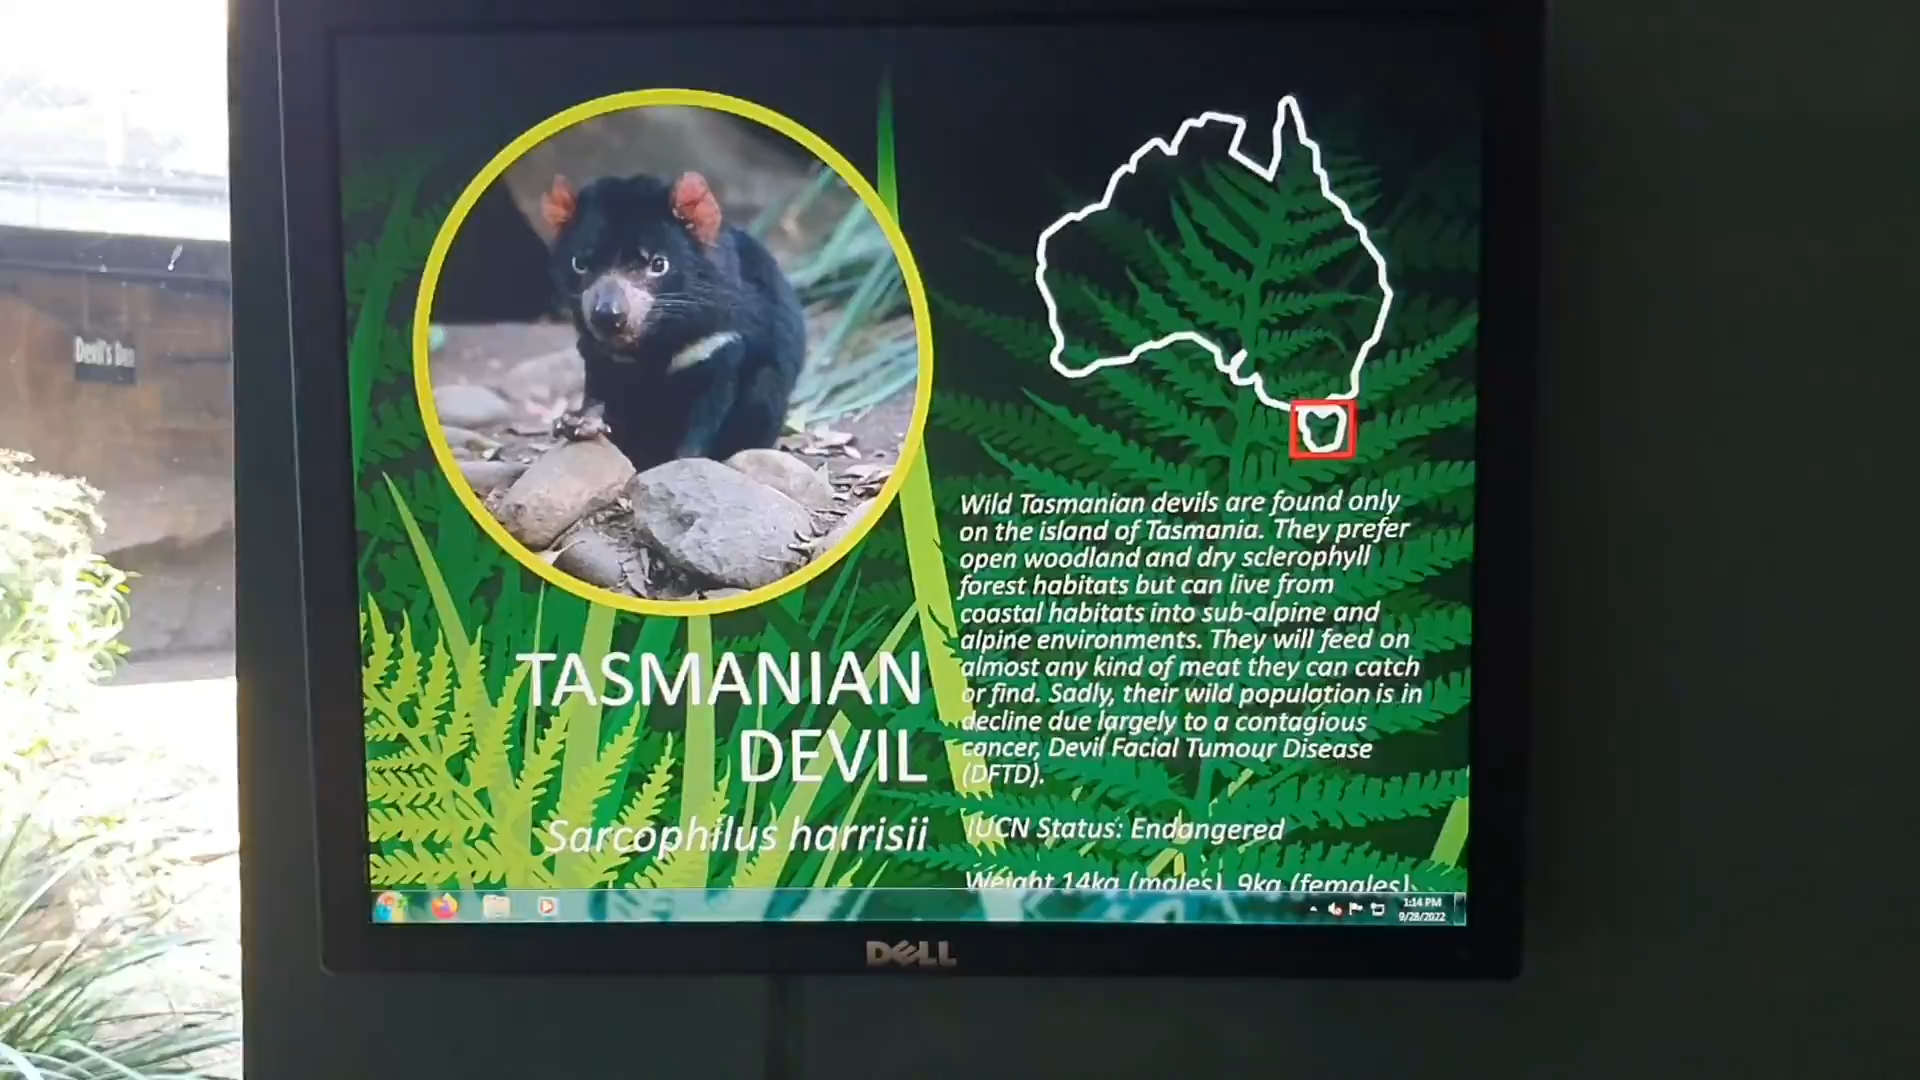 Devil's Den
TASMANIAN
DEVIL
Sarcophilus harrisii
Wild Tasmanian devils are found only
on the island of Tasmania. They prefer
open woodland and dry sclerophyll
forest habitats but can live from
coastal habitats into sub-alpine and
alpine environments. They will feed on
almost any kind of meat they can catch
or find. Sadly, their wild population is in
decline due largely to a contagious
cancer, Devil Facial Tumour Disease
(DFTD).
IUCN Status: Endangered
Weight 14kg (males), 9kg (females).
1:14 PM
9/28/2022
DELL